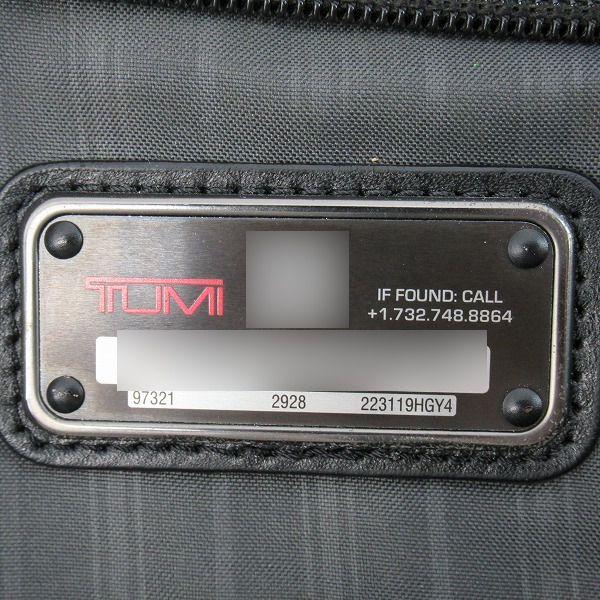 TUMI
IF FOUND: CALL
+1.732.748.8864
97321 2928 223119HGY4